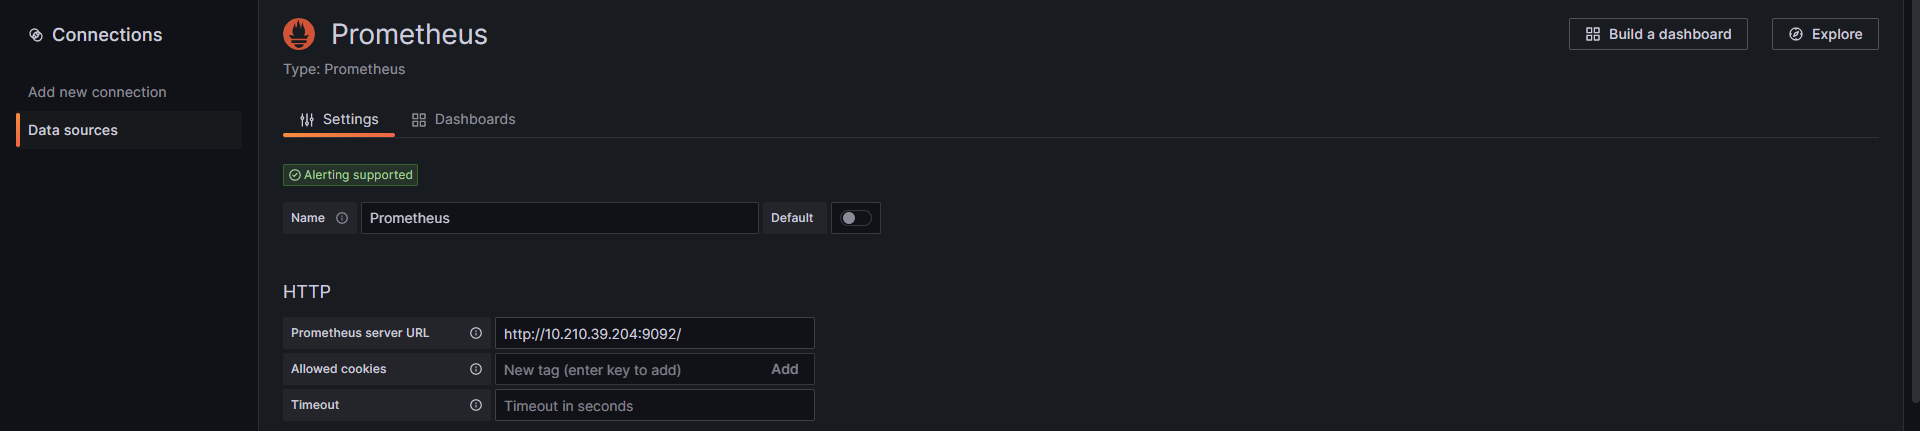 Connections
Add new connection
Data sources
Prometheus
Type: Prometheus
Build a dashboard
Explore
Settings
Dashboards
Alerting supported
Name
Prometheus
Default
HTTP
Prometheus server URL
http://10.210.39.204:9092/
Allowed cookies
New tag (enter key to add)
Add
Timeout
Timeout in seconds